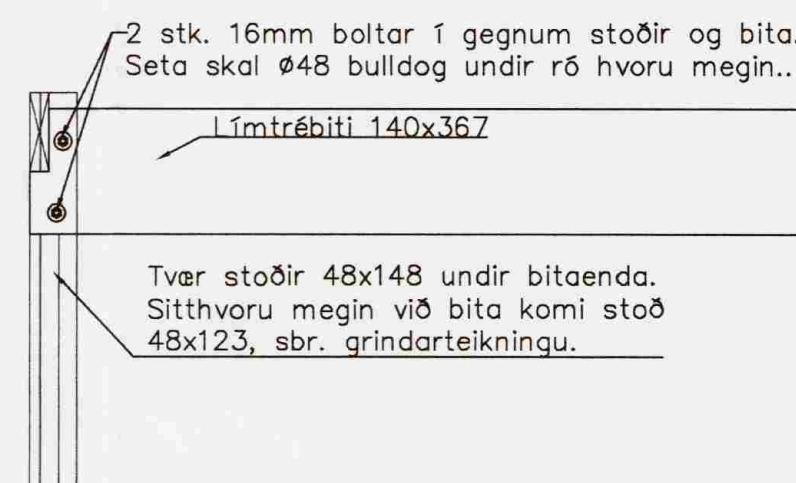 2 stk. 16mm boltar í gegnum stoðir og bita.
Seta skal Ø48 bulldog undir ró hvoru megin..
Límtrébiti 140x367
Tvær stoðir 48x148 undir bitaenda.
Sitthvoru megin við bita komi stoð
48x123, sbr. grindarteikningu.